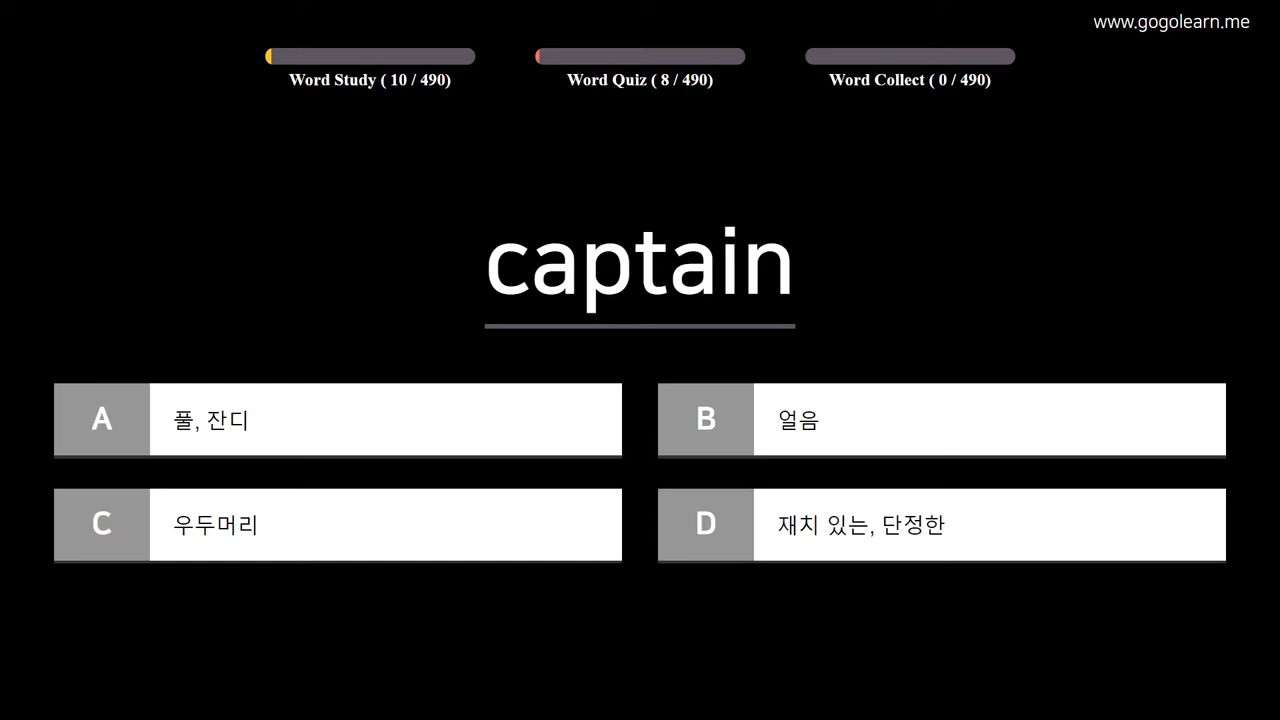 www.gogolearn.me
Word Study ( 10 / 490)
Word Quiz ( 8 / 490)
Word Collect ( 0 / 490)
captain
A 풀, 잔디
B 얼음
C 우두머리
D 재치 있는, 단정한